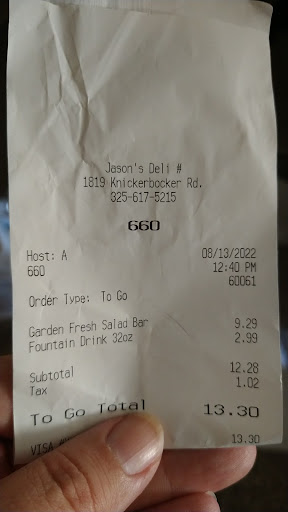 Jason's Deli #
1819 Knickerbocker Rd.
325-617-5215
660
Host: A 08/13/2022
660 12:40 PM
60061
Order Type: To Go
Garden Fresh Salad Bar 9.29
Fountain Drink 32oz 2.99
Subtotal 12.28
Tax 1.02
To Go Total 13.30
VISA 13.30